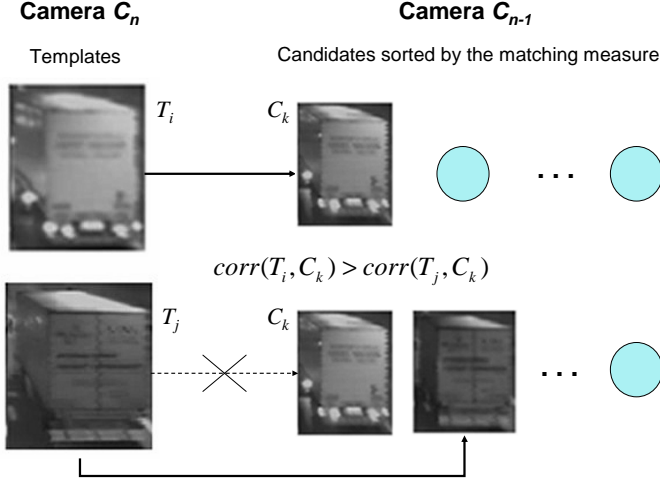 Camera Cn Camera Cn-1
Templates Candidates sorted by the matching measure
Ti Ck
...
corr(Ti, Ck) > corr(Tj, Ck)
Tj Ck
...